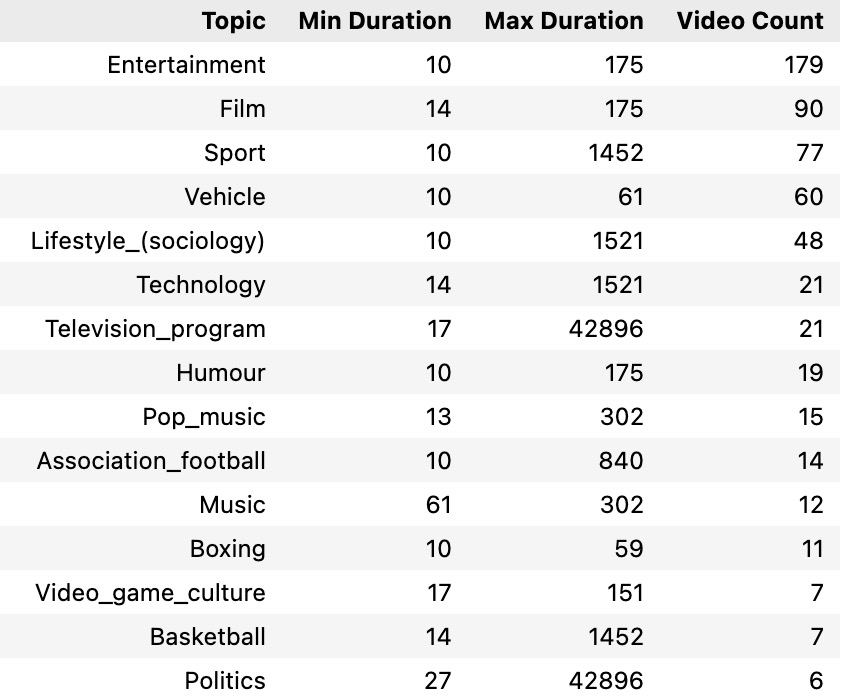 Topic Min Duration Max Duration Video Count
Entertainment 10 175 179
Film 14 175 90
Sport 10 1452 77
Vehicle 10 61 60
Lifestyle_(sociology) 10 1521 48
Technology 14 1521 21
Television_program 17 42896 21
Humour 10 175 19
Pop_music 13 302 15
Association_football 10 840 14
Music 61 302 12
Boxing 10 59 11
Video_game_culture 17 151 7
Basketball 14 1452 7
Politics 27 42896 6